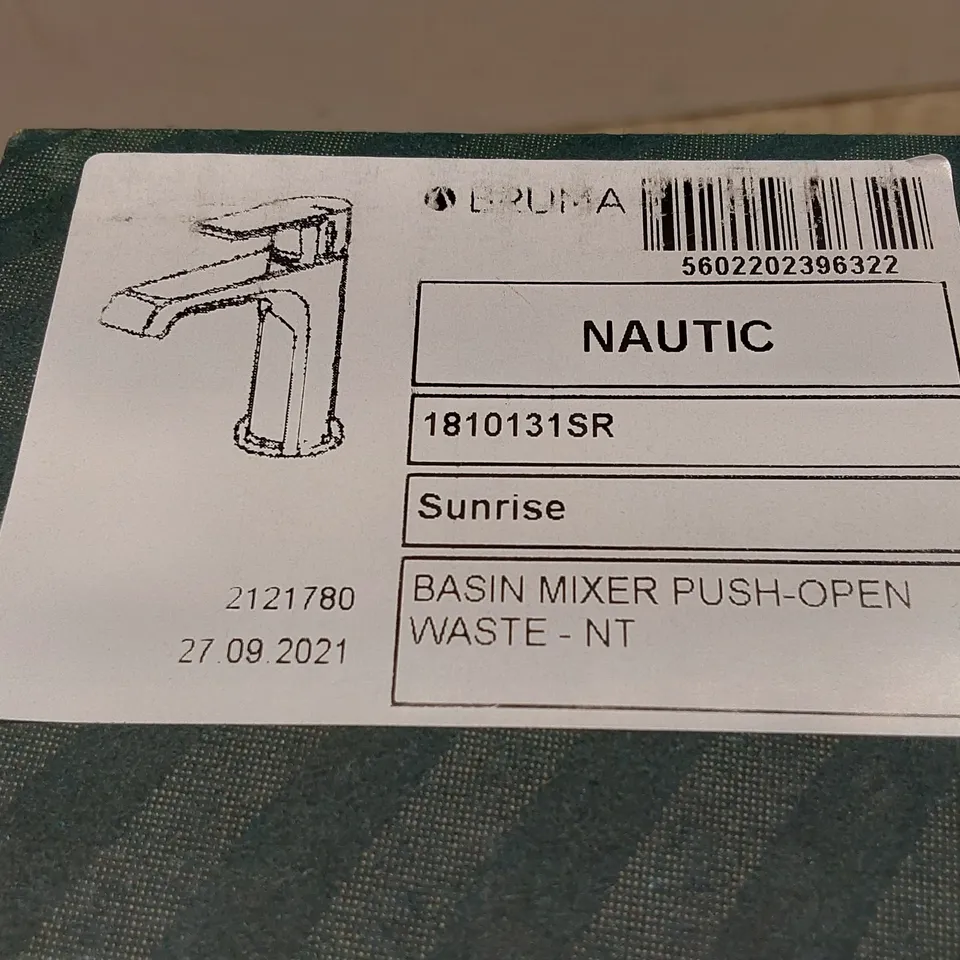 BRUMA
5602202396322
NAUTIC
1810131SR
Sunrise
BASIN MIXER PUSH-OPEN
WASTE - NT
2121780
27.09.2021